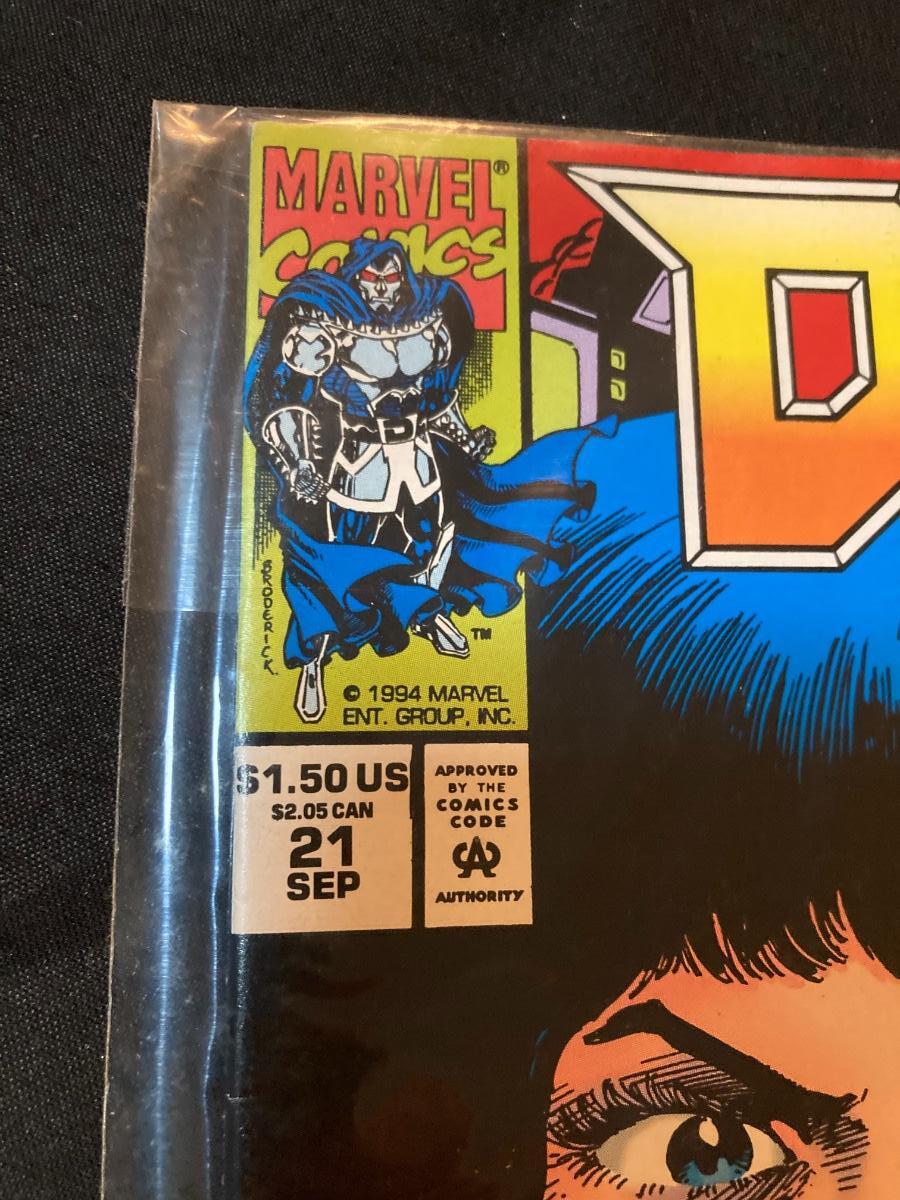 MARVEL®
COMICS
D
BRODERICK.
TM
© 1994 MARVEL
ENT. GROUP, INC.
$1.50 US
$2.05 CAN
21
SEP
APPROVED
BY THE
COMICS
CODE
CA
AUTHORITY
D